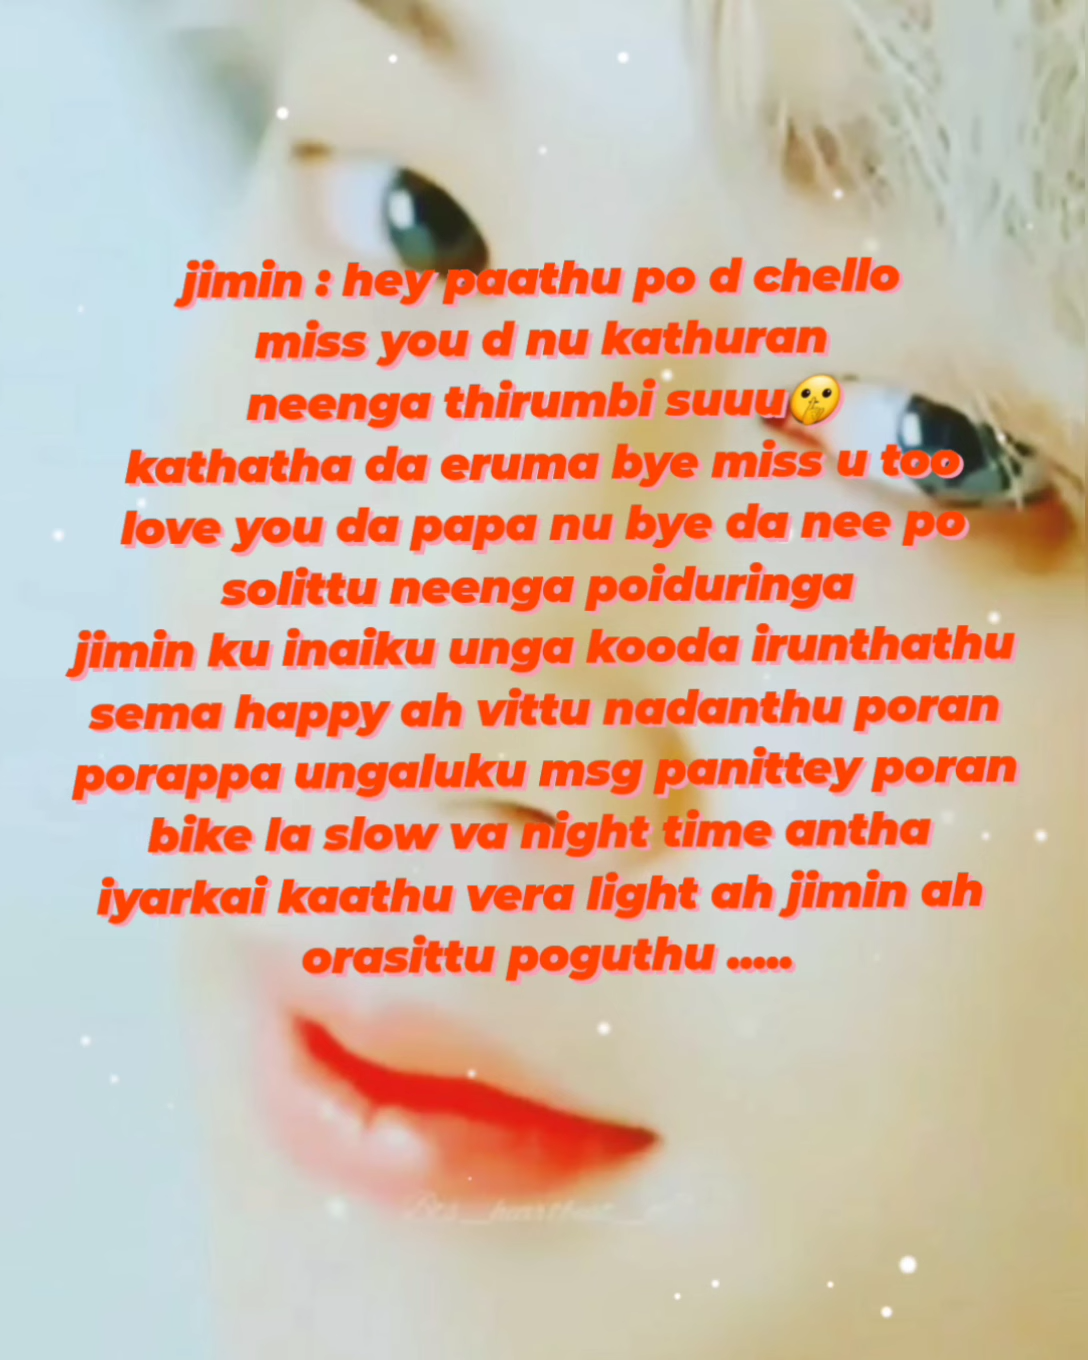 jimin : hey paathu po d chello
miss you d nu kathuran
neenga thirumbi suuu🤫
kathatha da eruma bye miss u too
love you da papa nu bye da nee po
solittu neenga poiduringa
jimin ku inaiku unga kooda irunthathu
sema happy ah vittu nadanthu poran
porappa ungaluku msg panittey poran
bike la slow va night time antha
iyarkai kaathu vera light ah jimin ah
orasittu poguthu .....